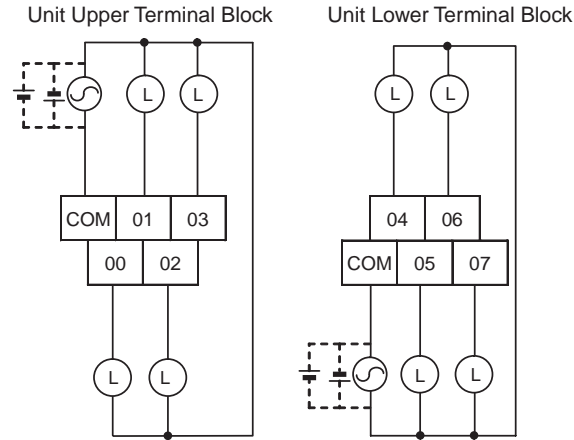 Unit Upper Terminal Block
Unit Lower Terminal Block
L L
L L
COM 01 03
04 06
00 02
COM 05 07
L L
L L